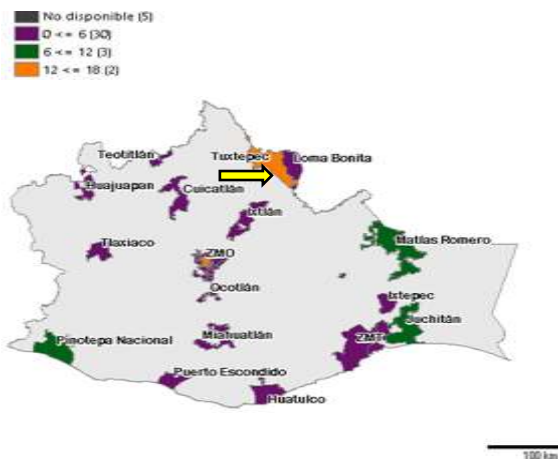 No disponible (5)
0 <= 6 (30)
6 <= 12 (3)
12 <= 18 (2)
Teotitlán
Tuxtepec
Loma Bonita
Huajuapan
Cuicatlán
Ixtlán
Matías Romero
Tlaxiaco
ZMO
Ocotlán
Ixtepec
Suchitán
Pinotepa Nacional
Miahuatlán
ZMT
Puerto Escondido
Huatulco
100 km